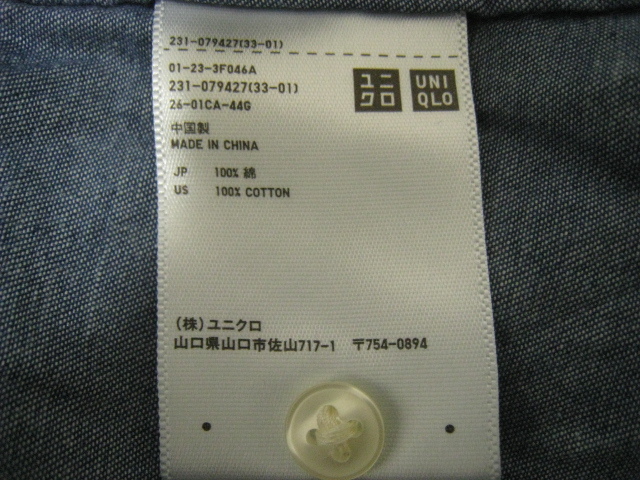 231-079427(33-01)
01-23-3F046A
231-079427(33-01)
26-01CA-44G
ユニ
クロ
UNI
QLO
中国製
MADE IN CHINA
JP 100% 綿
US 100% COTTON
(株)ユニクロ
山口県山口市佐山717-1 〒754-0894